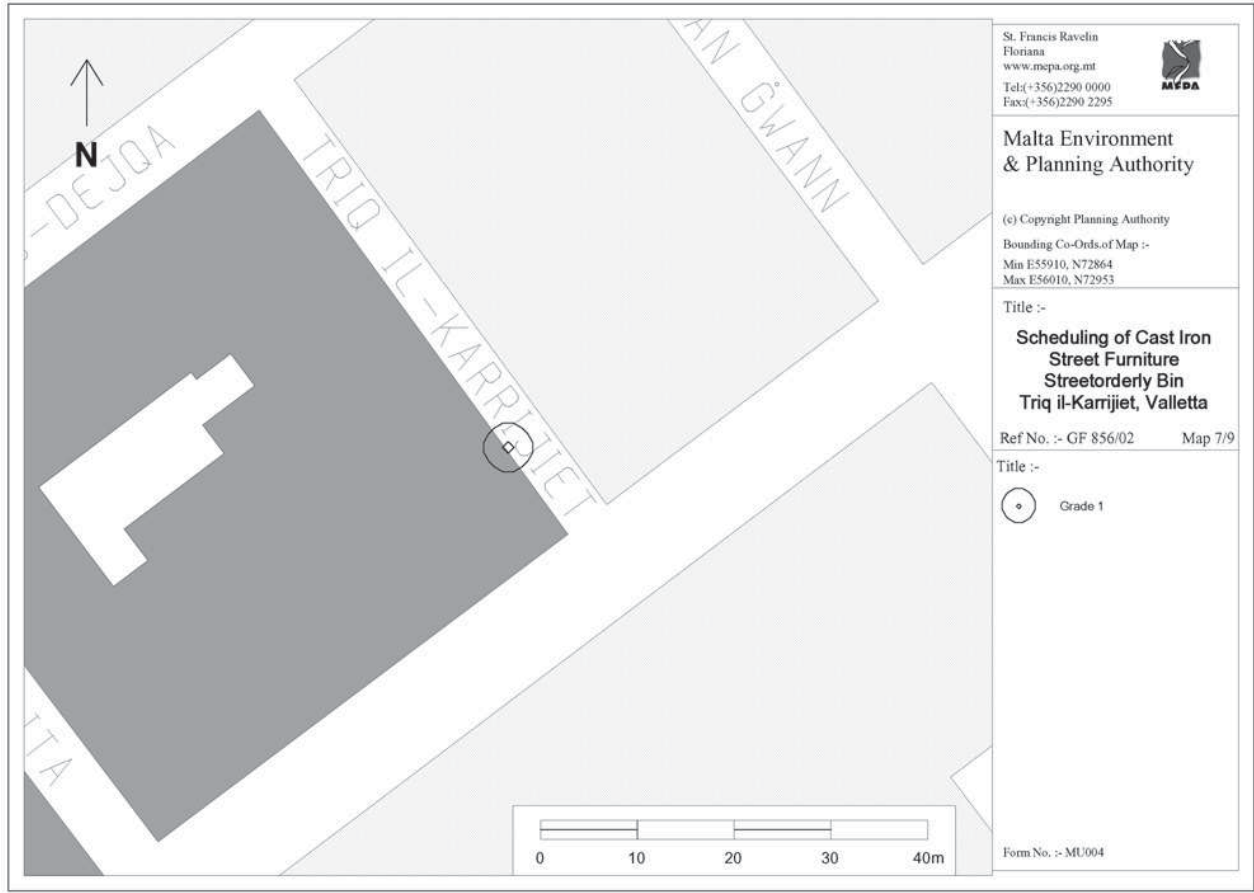 N
-DEJQA
TRIQ IL-KARRIJIET
AN ĠWANN
TA
0 10 20 30 40m
St. Francis Ravelin
Floriana
www.mepa.org.mt
Tel:(+356)2290 0000
Fax:(+356)2290 2295
MEPA
Malta Environment
& Planning Authority
(c) Copyright Planning Authority
Bounding Co-Ords.of Map :-
Min E55910, N72864
Max E56010, N72953
Title :-
Scheduling of Cast Iron
Street Furniture
Streetorderly Bin
Triq il-Karrijiet, Valletta
Ref No. :- GF 856/02 Map 7/9
Title :-
Grade 1
Form No. :- MU004